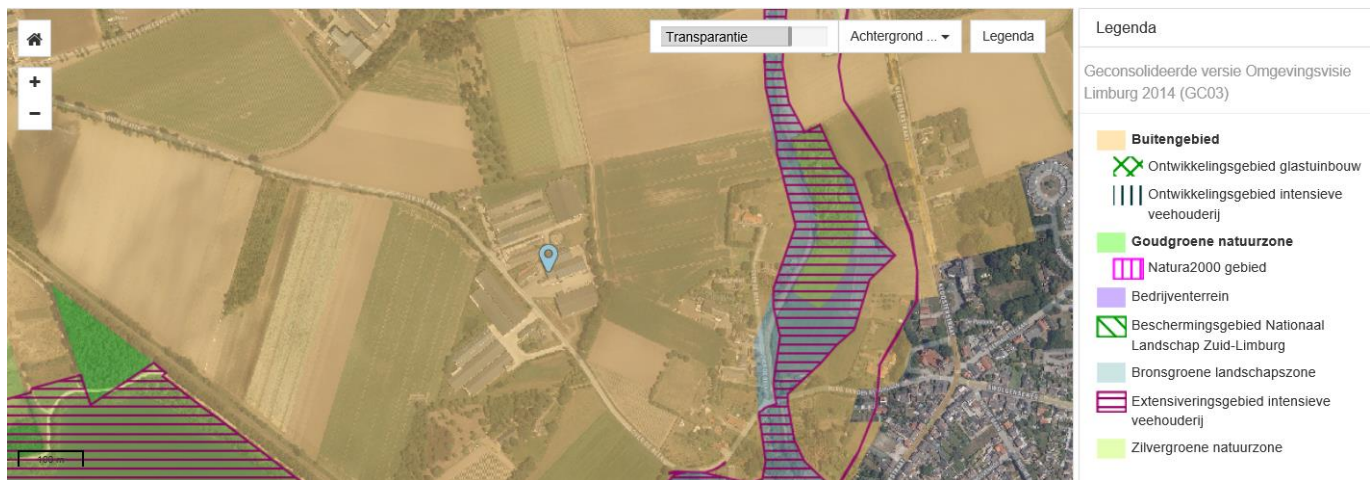 Transparantie
Achtergrond ...
Legenda
+
−
100 m
Legenda
Geconsolideerde versie Omgevingsvisie
Limburg 2014 (GC03)
Buitengebied
Ontwikkelingsgebied glastuinbouw
Ontwikkelingsgebied intensieve
veehouderij
Goudgroene natuurzone
Natura2000 gebied
Bedrijventerrein
Beschermingsgebied Nationaal
Landschap Zuid-Limburg
Bronsgroene landschapszone
Extensiveringsgebied intensieve
veehouderij
Zilvergroene natuurzone